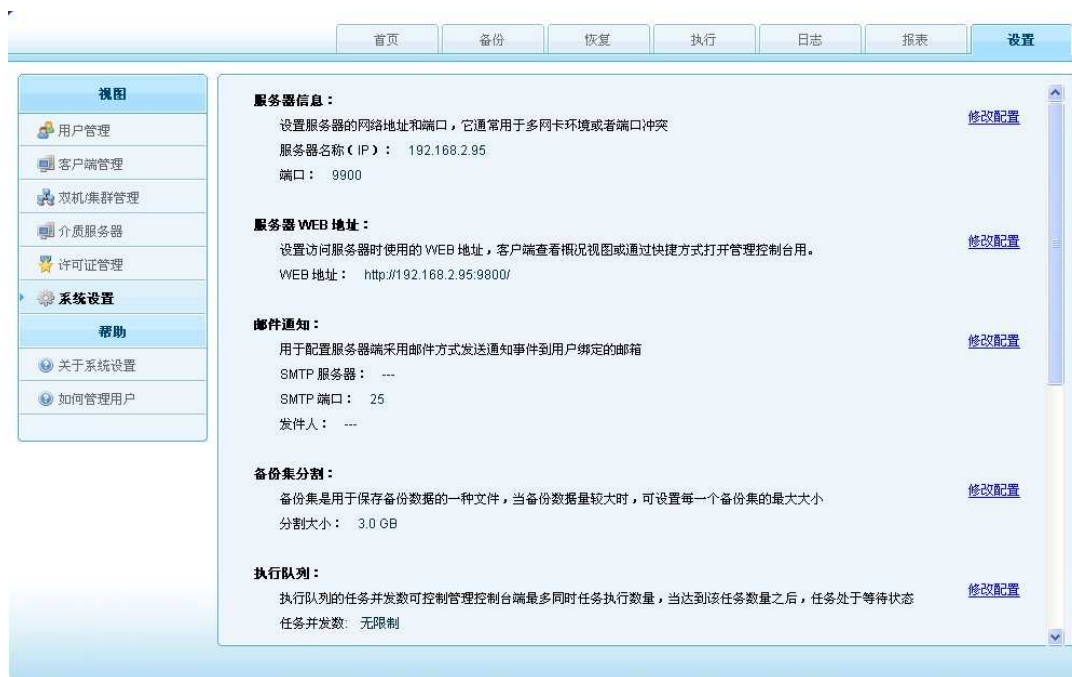 首页 备份 恢复 执行 日志 报表 设置
视图
用户管理
客户端管理
双机/集群管理
介质服务器
许可证管理
系统设置
帮助
关于系统设置
如何管理用户
服务器信息：
设置服务器的网络地址和端口，它通常用于多网卡环境或者端口冲突
修改配置
服务器名称（IP）： 192.168.2.95
端口： 9900
服务器WEB地址：
设置访问服务器时使用的WEB地址，客户端查看概况视图或通过快捷方式打开管理控制台用。
修改配置
WEB地址： http://192.168.2.95:9800/
邮件通知：
用于配置服务器端采用邮件方式发送通知事件到用户绑定的邮箱
修改配置
SMTP服务器： ---
SMTP端口： 25
发件人： ---
备份集分割：
备份集是用于保存备份数据的一种文件，当备份数据量较大时，可设置每一个备份集的最大大小
修改配置
分割大小： 3.0 GB
执行队列：
执行队列的任务并发数可控制管理控制台端最多同时任务执行数量，当达到该任务数量之后，任务处于等待状态
修改配置
任务并发数: 无限制